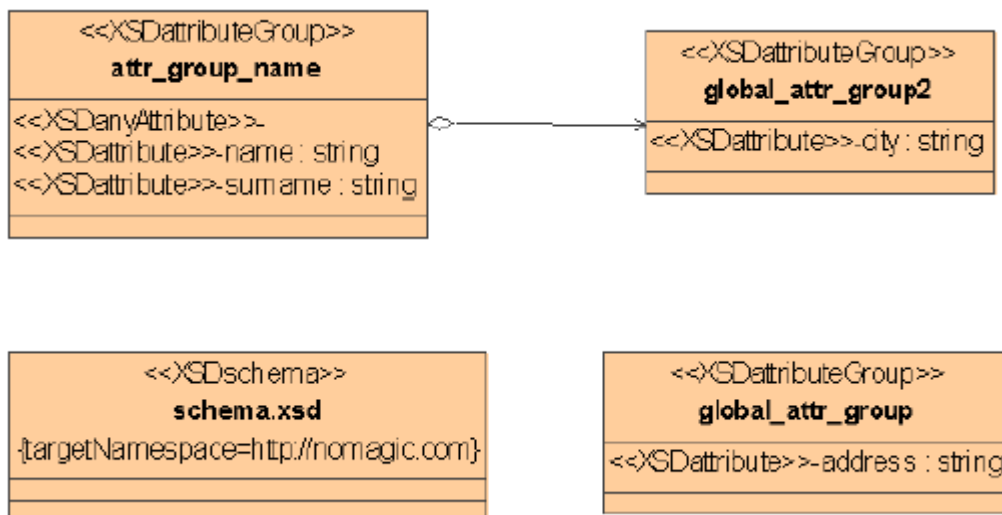 <<XSDattributeGroup>>
attr_group_name
<<XSDanyAttribute>>-
<<XSDattribute>>-name : string
<<XSDattribute>>-surname : string
<<XSDattributeGroup>>
global_attr_group2
<<XSDattribute>>-city : string
<<XSDschema>>
schema.xsd
{targetNamespace=http://nomagic.com}
<<XSDattributeGroup>>
global_attr_group
<<XSDattribute>>-address : string